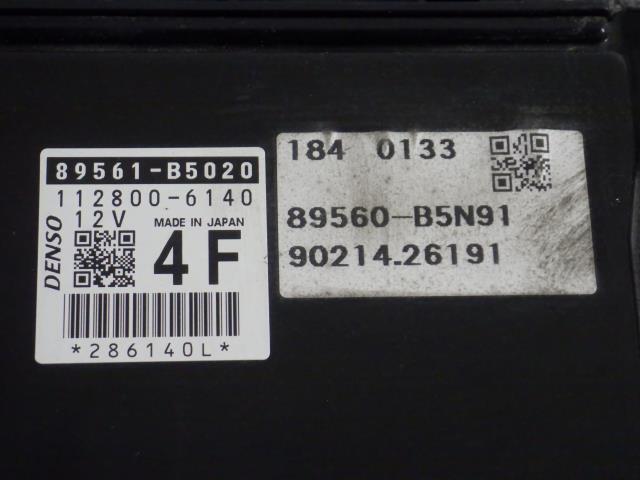 89561-B5020
112800-6140
12V
MADE IN JAPAN
DENSO
4F
*286140L*
184 0133
89560-B5N91
90214-26191